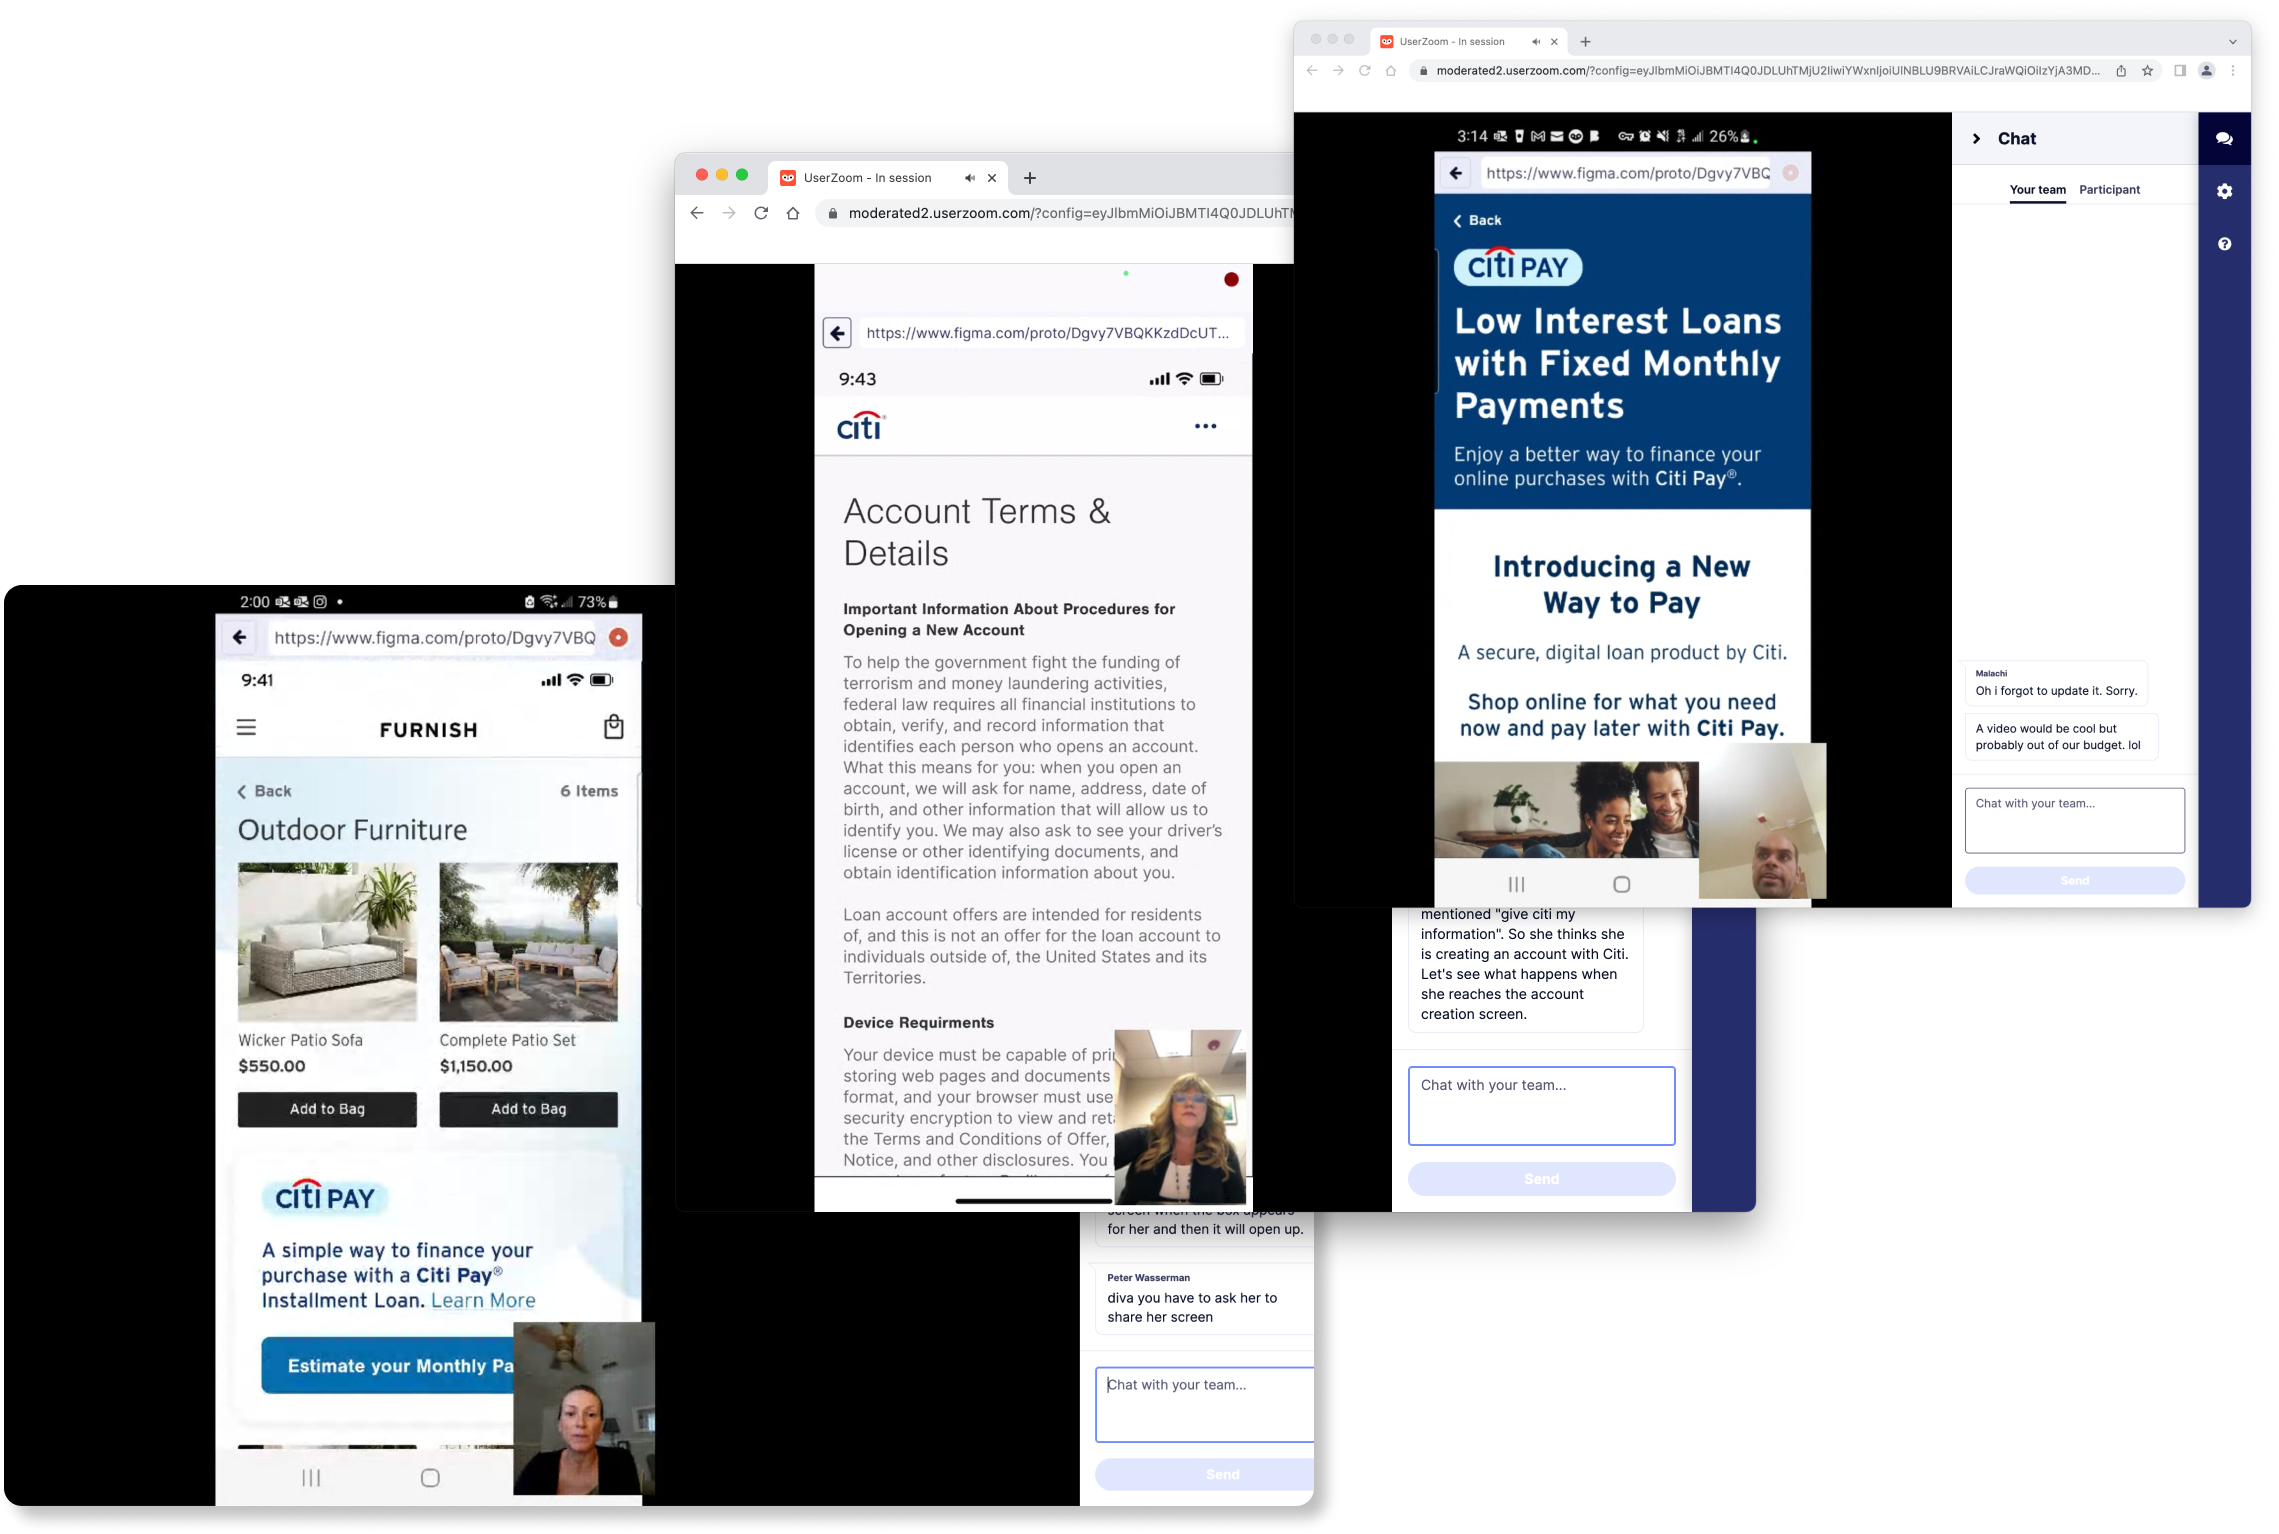 2:00
73%
https://www.figma.com/proto/Dgvy7VBQ
9:41
FURNISH
Back
6 Items
Outdoor Furniture
Wicker Patio Sofa
$550.00
Add to Bag
Complete Patio Set
$1,150.00
Add to Bag
citi PAY
A simple way to finance your
purchase with a Citi Pay®
Installment Loan. Learn More
Estimate your Monthly Pa
for her and then it will open up.
Peter Wasserman
diva you have to ask her to
share her screen
Chat with your team...
Send
UserZoom - In session
moderated2.userzoom.com/?config=eyJlbmMiOiJBMTI4Q0JDLUhTM
https://www.figma.com/proto/Dgvy7VBQKKzdDcUT...
9:43
citi®
Account Terms &
Details
Important Information About Procedures for
Opening a New Account
To help the government fight the funding of
terrorism and money laundering activities,
federal law requires all financial institutions to
obtain, verify, and record information that
identifies each person who opens an account.
What this means for you: when you open an
account, we will ask for name, address, date of
birth, and other information that will allow us to
identify you. We may also ask to see your driver's
license or other identifying documents, and
obtain identification information about you.
Loan account offers are intended for residents
of, and this is not an offer for the loan account to
individuals outside of, the United States and its
Territories.
Device Requirments
Your device must be capable of pri
storing web pages and documents
format, and your browser must use
security encryption to view and reta
the Terms and Conditions of Offer,
Notice, and other disclosures. You
mentioned "give citi my
information". So she thinks she
is creating an account with Citi.
Let's see what happens when
she reaches the account
creation screen.
Chat with your team...
Send
UserZoom - In session
moderated2.userzoom.com/?config=eyJlbmMiOiJBMTI4Q0JDLUhTMjU2IiwiYWxnIjoiUlNBLU9BRVAiLCJraWQiOiIzYjA3MD...
3:14
26%
https://www.figma.com/proto/Dgvy7VBQ
Back
citi PAY
Low Interest Loans
with Fixed Monthly
Payments
Enjoy a better way to finance your
online purchases with Citi Pay®.
Introducing a New
Way to Pay
A secure, digital loan product by Citi.
Shop online for what you need
now and pay later with Citi Pay.
Chat
Your team
Participant
Malachi
Oh i forgot to update it. Sorry.
A video would be cool but
probably out of our budget. lol
Chat with your team...
Send